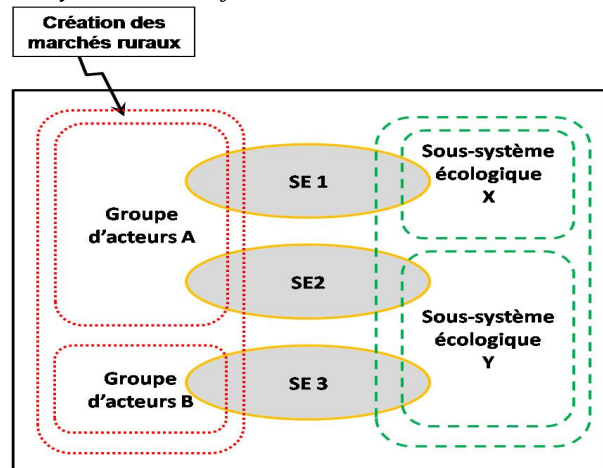 Création des
marchés ruraux
SE 1
Sous-système
écologique
X
Groupe
d'acteurs A
SE2
Sous-système
écologique
Y
Groupe
d'acteurs B
SE 3